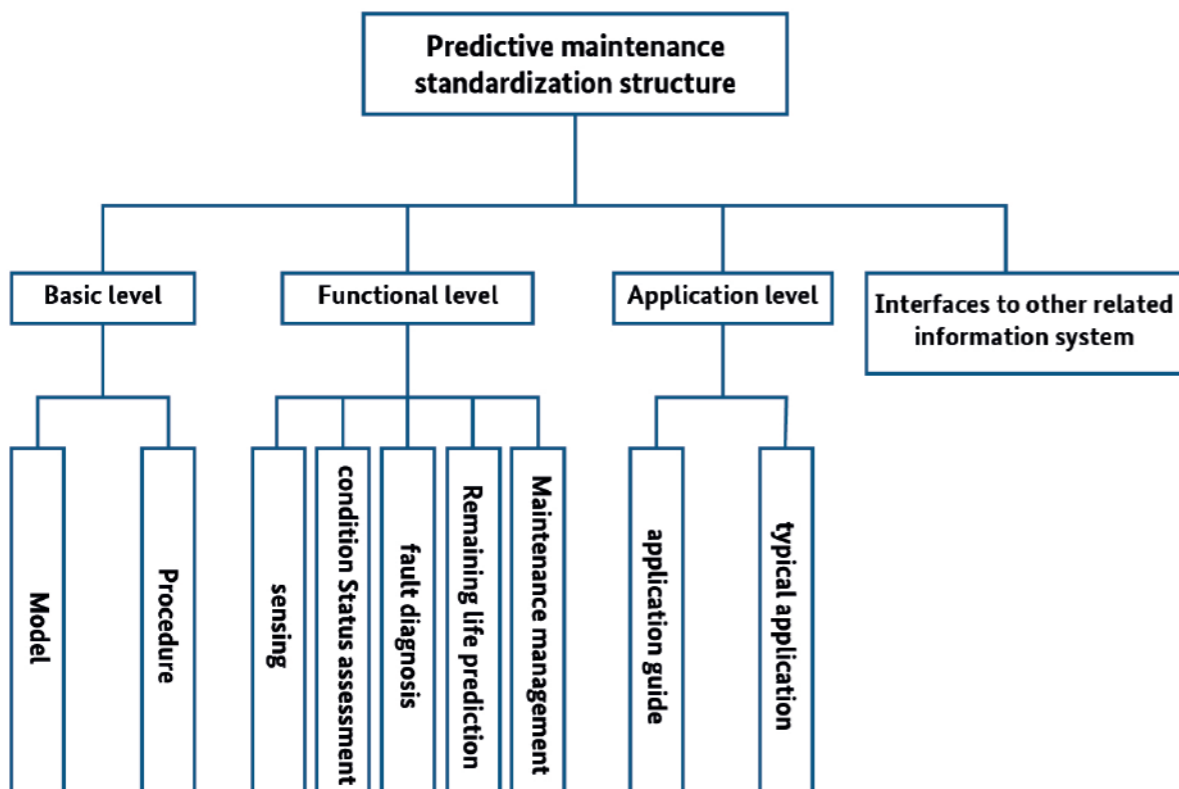 Predictive maintenance
standardization structure
Basic level
Functional level
Application level
Interfaces to other related
information system
Model
Procedure
sensing
condition Status assessment
fault diagnosis
Remaining life prediction
Maintenance management
application guide
typical application